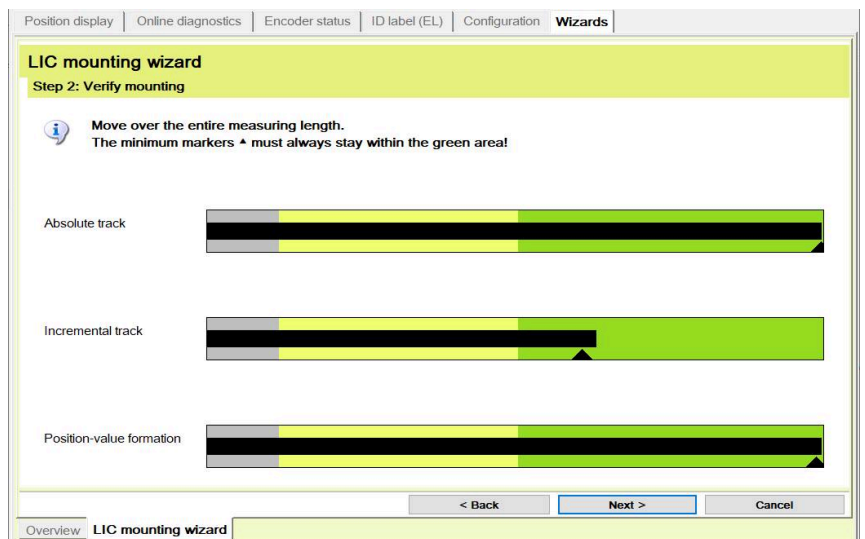 Position display Online diagnostics Encoder status ID label (EL) Configuration Wizards
LIC mounting wizard
Step 2: Verify mounting
Move over the entire measuring length.
The minimum markers ▲ must always stay within the green area!
Absolute track
Incremental track
Position-value formation
< Back Next > Cancel
Overview LIC mounting wizard